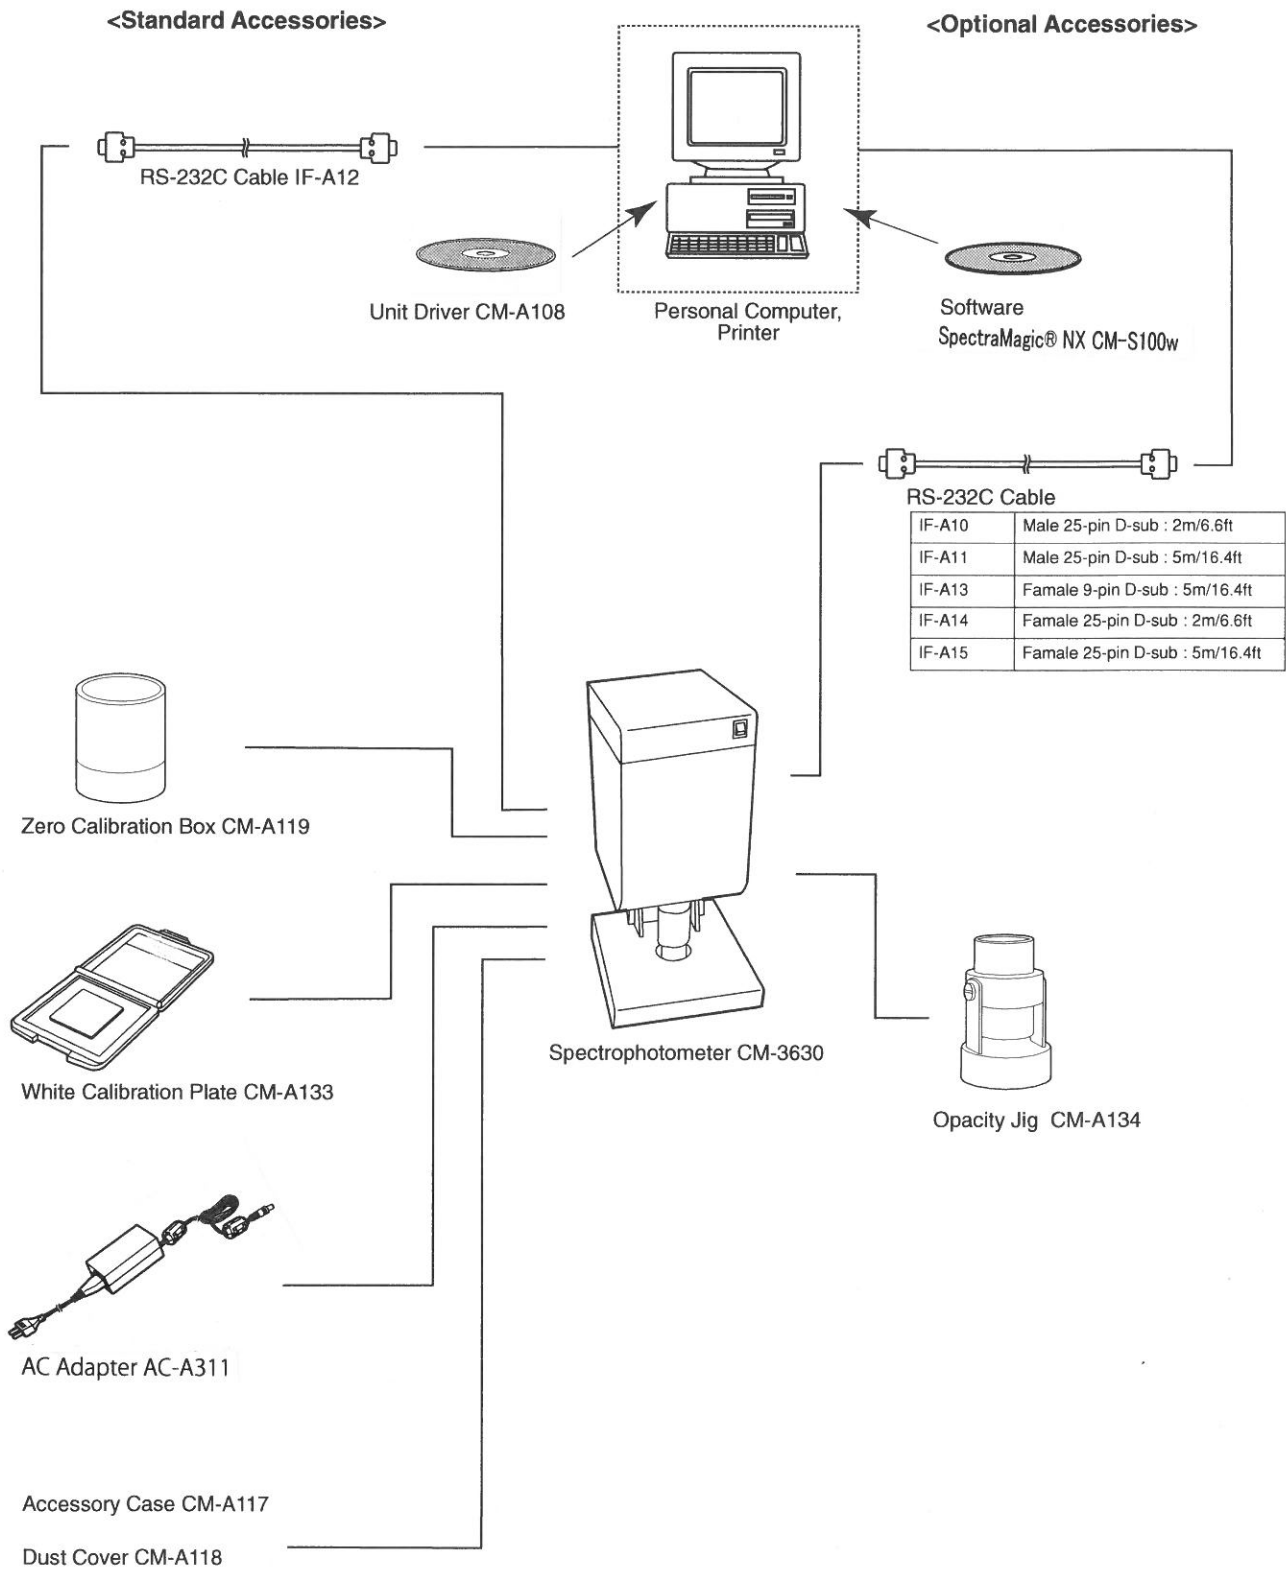 <Standard Accessories>
<Optional Accessories>
RS-232C Cable IF-A12
Unit Driver CM-A108
Personal Computer,
Printer
Software
SpectraMagic® NX CM-S100w
RS-232C Cable
IF-A10 Male 25-pin D-sub : 2m/6.6ft
IF-A11 Male 25-pin D-sub : 5m/16.4ft
IF-A13 Famale 9-pin D-sub : 5m/16.4ft
IF-A14 Famale 25-pin D-sub : 2m/6.6ft
IF-A15 Famale 25-pin D-sub : 5m/16.4ft
Zero Calibration Box CM-A119
White Calibration Plate CM-A133
Spectrophotometer CM-3630
Opacity Jig CM-A134
AC Adapter AC-A311
Accessory Case CM-A117
Dust Cover CM-A118